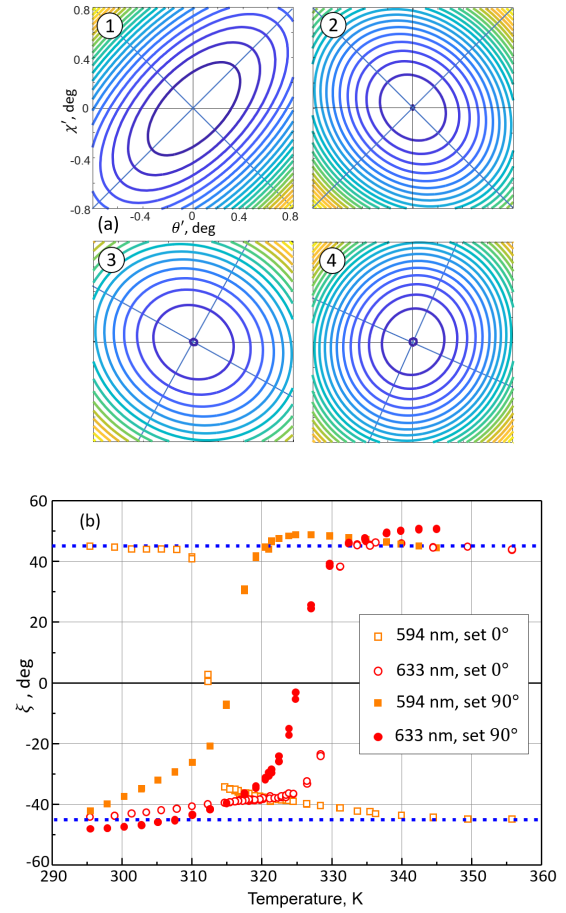 1
2
0.8
0.4
0
-0.4
-0.8
χ′, deg
-0.4
0
0.4
0.8
(a)
θ′, deg
3
4
60
40
20
0
-20
-40
-60
ξ , deg
(b)
594 nm, set 0°
633 nm, set 0°
594 nm, set 90°
633 nm, set 90°
290
300
310
320
330
340
350
360
Temperature, K